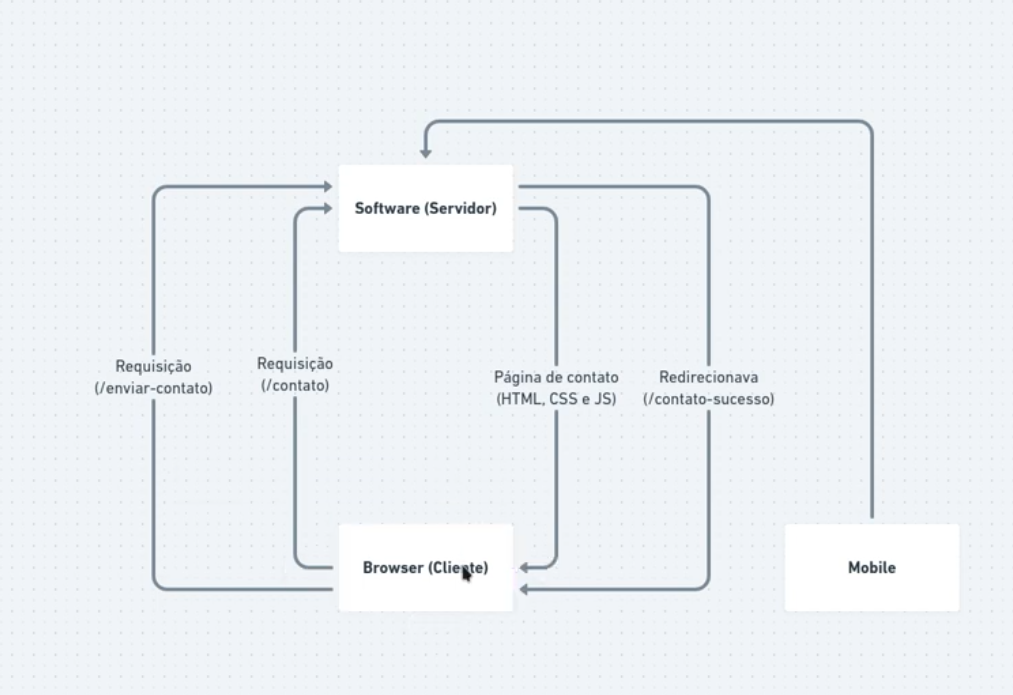 Software (Servidor)
Requisição
(/enviar-contato)
Requisição
(/contato)
Página de contato
(HTML, CSS e JS)
Redirecionava
(/contato-sucesso)
Browser (Cliente)
Mobile